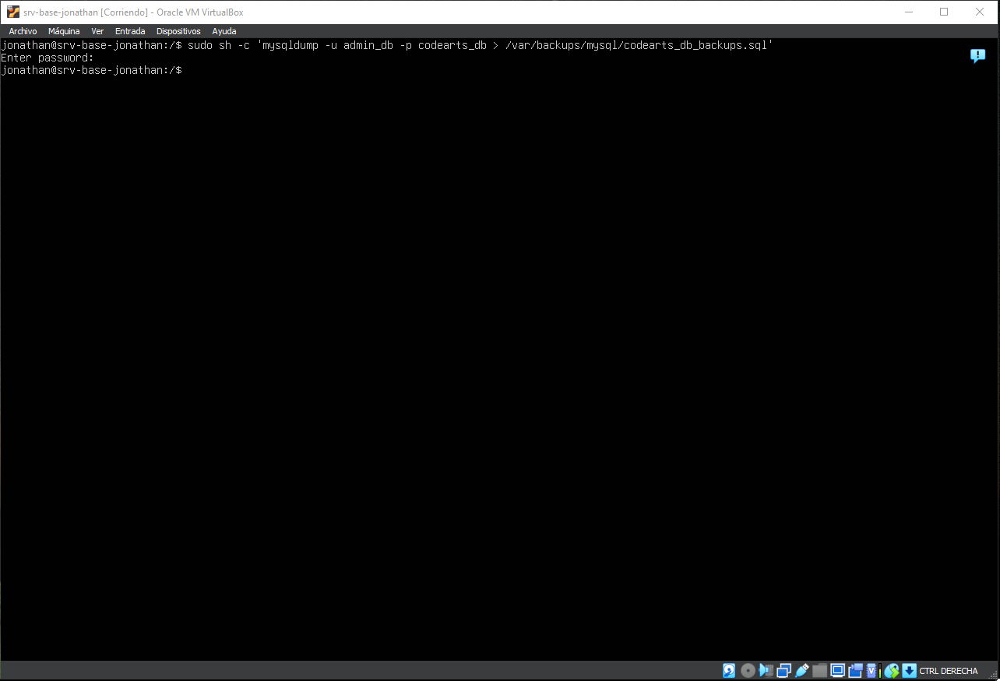 srv-base-jonathan [Corriendo] - Oracle VM VirtualBox
Archivo Máquina Ver Entrada Dispositivos Ayuda
jonathan@srv-base-jonathan:/$ sudo sh -c 'mysqldump -u admin_db -p codearts_db > /var/backups/mysql/codearts_db_backups.sql'
Enter password:
jonathan@srv-base-jonathan:/$
CTRL DERECHA